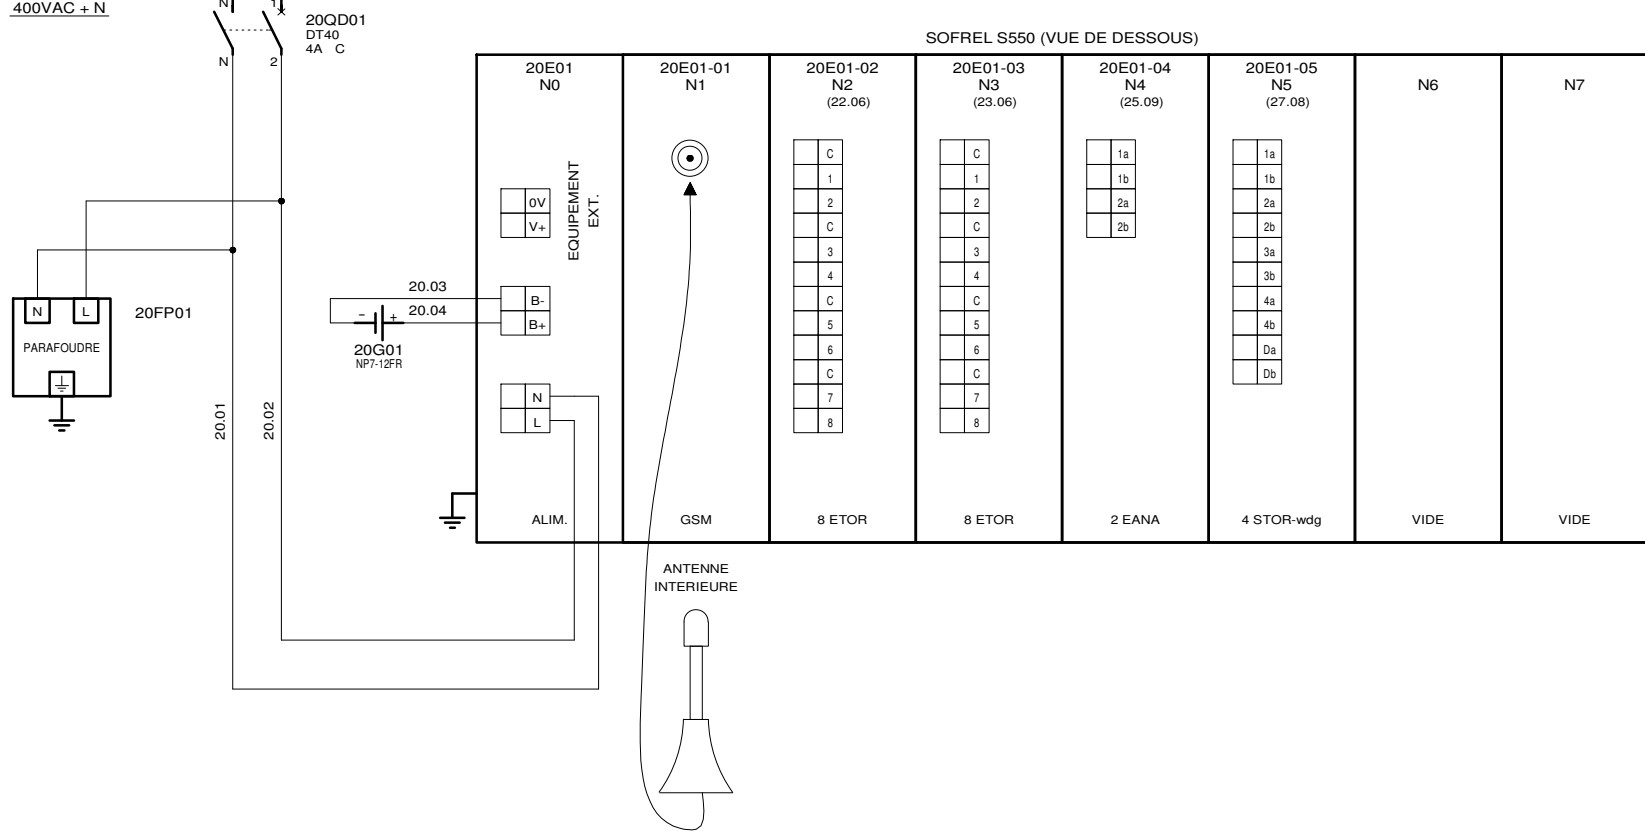 400VAC + N
N
1
20QD01
DT40
4A C
N
2
SOFREL S550 (VUE DE DESSOUS)
20E01
N0
20E01-01
N1
20E01-02
N2
(22.06)
20E01-03
N3
(23.06)
20E01-04
N4
(25.09)
20E01-05
N5
(27.08)
N6
N7
0V
V+
EQUIPEMENT
EXT.
B-
B+
N
L
C
1
2
C
3
4
C
5
6
C
7
8
C
1
2
C
3
4
C
5
6
C
7
8
1a
1b
2a
2b
1a
1b
2a
2b
3a
3b
4a
4b
Da
Db
20.03
20.04
-
+
20G01
NP7-12FR
N
L
20FP01
PARAFOUDRE
20.01
20.02
ALIM.
GSM
8 ETOR
8 ETOR
2 EANA
4 STOR-wdg
VIDE
VIDE
ANTENNE
INTERIEURE